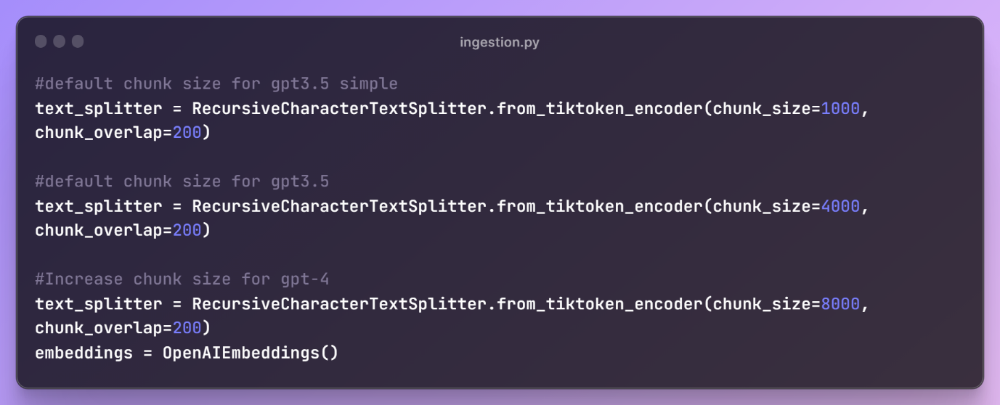 ingestion.py
#default chunk size for gpt3.5 simple
text_splitter = RecursiveCharacterTextSplitter.from_tiktoken_encoder(chunk_size=1000,
chunk_overlap=200)
#default chunk size for gpt3.5
text_splitter = RecursiveCharacterTextSplitter.from_tiktoken_encoder(chunk_size=4000,
chunk_overlap=200)
#Increase chunk size for gpt-4
text_splitter = RecursiveCharacterTextSplitter.from_tiktoken_encoder(chunk_size=8000,
chunk_overlap=200)
embeddings = OpenAIEmbeddings()